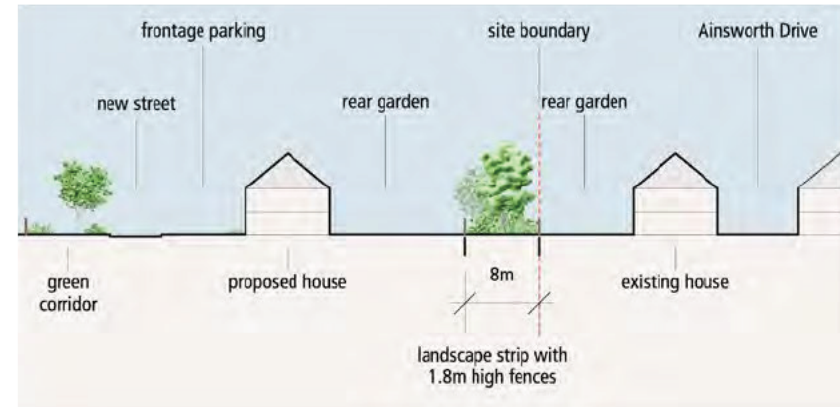 frontage parking
site boundary
Ainsworth Drive
new street
rear garden
rear garden
green
corridor
proposed house
8m
existing house
landscape strip with
1.8m high fences